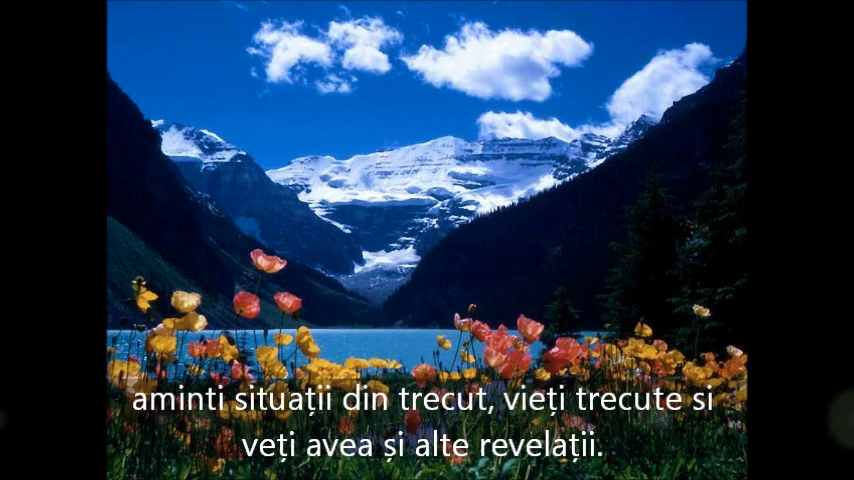 aminti situații din trecut, vieți trecute si
veți avea și alte revelații.